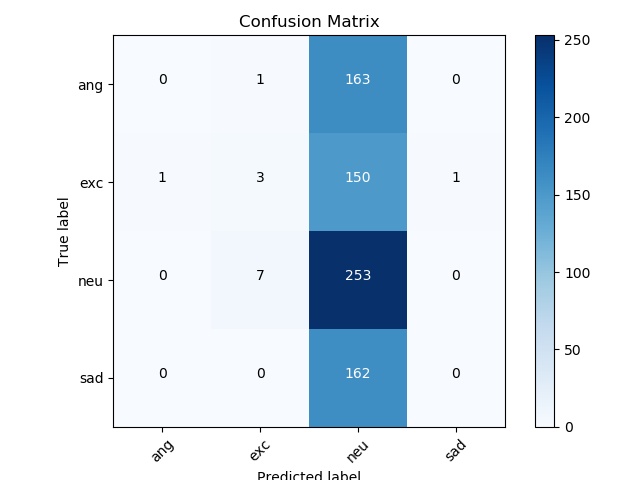 Confusion Matrix
ang 0 1 163 0
exc 1 3 150 1
neu 0 7 253 0
sad 0 0 162 0
ang exc neu sad
True label
Predicted label
250
200
150
100
50
0